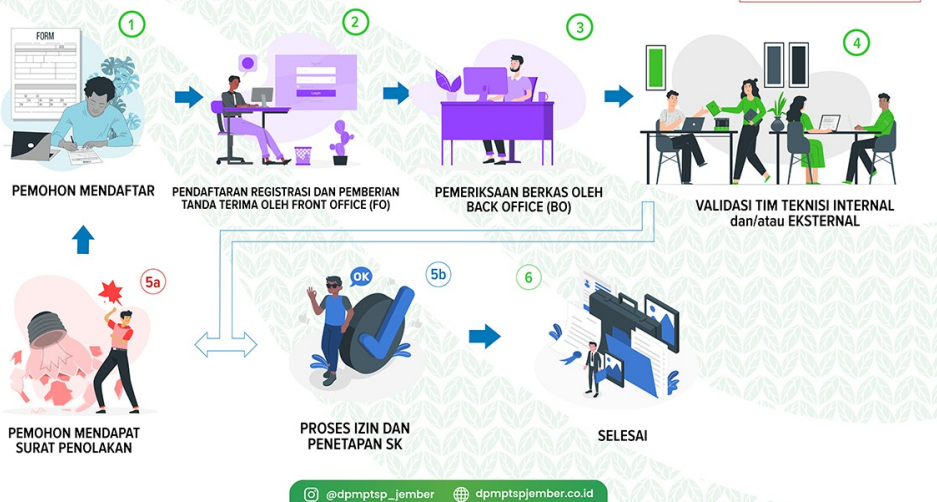 1
FORM
PEMOHON MENDAFTAR
2
LOGIN
PENDAFTARAN REGISTRASI DAN PEMBERIAN
TANDA TERIMA OLEH FRONT OFFICE (FO)
3
PEMERIKSAAN BERKAS OLEH
BACK OFFICE (BO)
4
VALIDASI TIM TEKNISI INTERNAL
dan/atau EKSTERNAL
5a
PEMOHON MENDAPAT
SURAT PENOLAKAN
OK
5b
PROSES IZIN DAN
PENETAPAN SK
6
SELESAI
@dpmptsp_jember
dpmptspjember.co.id